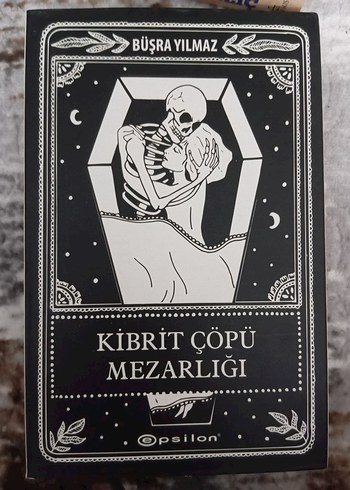 BÜŞRA YILMAZ
KİBRİT ÇÖPÜ
MEZARLIĞI
epsilon